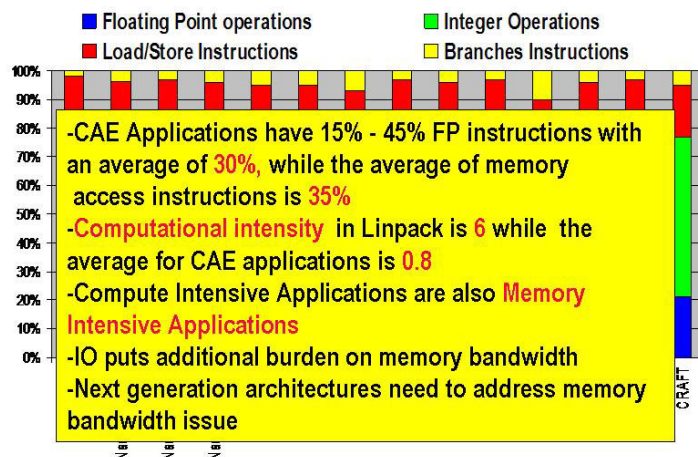 Floating Point operations
Integer Operations
Load/Store Instructions
Branches Instructions
100%
90%
80%
70%
60%
50%
40%
30%
20%
10%
0%
-CAE Applications have 15% - 45% FP instructions with
an average of 30%, while the average of memory
access instructions is 35%
-Computational intensity in Linpack is 6 while the
average for CAE applications is 0.8
-Compute Intensive Applications are also Memory
Intensive Applications
-IO puts additional burden on memory bandwidth
-Next generation architectures need to address memory
bandwidth issue
CRAFT